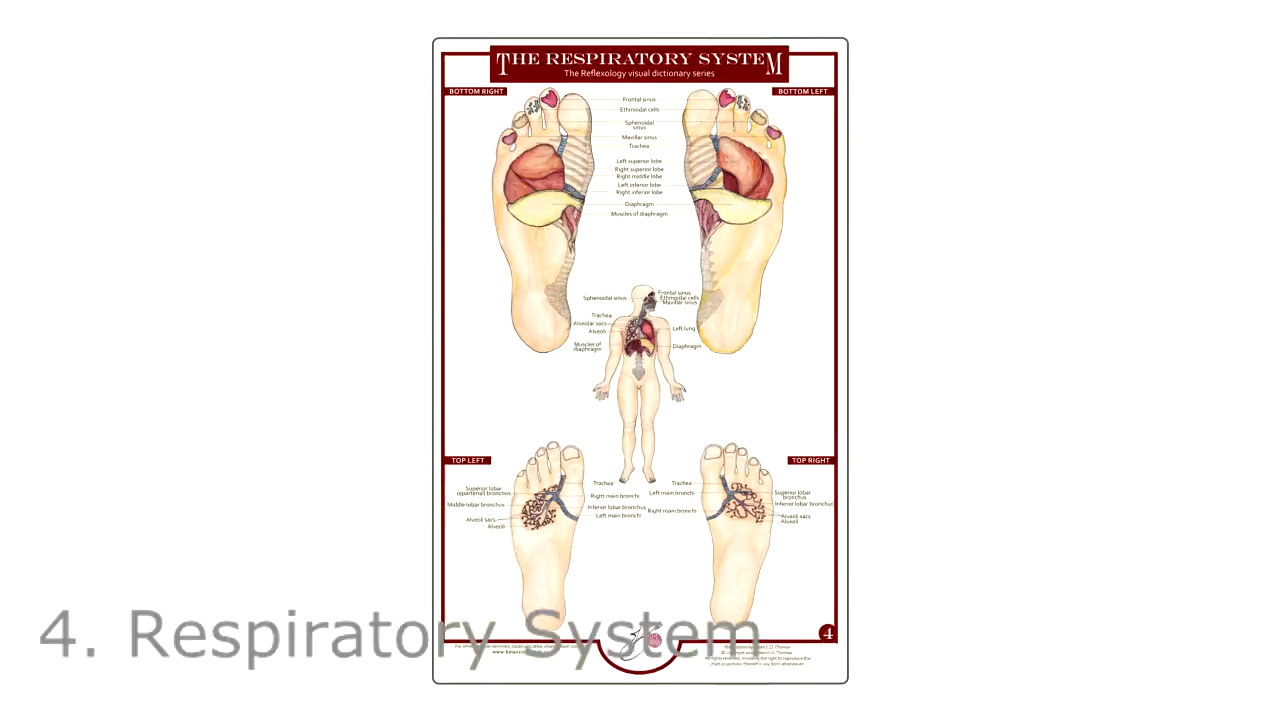 THE RESPIRATORY SYSTEM
The Reflexology visual dictionary series
BOTTOM RIGHT
BOTTOM LEFT
Frontal sinus
Ethmoidal cells
Sphenoidal
sinus
Maxillar sinus
Trachea
Left superior lobe
Right superior lobe
Right middle lobe
Left inferior lobe
Right inferior lobe
Diaphragm
Muscles of diaphragm
Sphenoidal sinus
Frontal sinus
Ethmoidal cells
Maxillar sinus
Trachea
Alveolar sacs
Alveoli
Left lung
Muscles of
diaphragm
Diaphragm
TOP LEFT
TOP RIGHT
Superior lobar
(eparterial) bronchus
Middle lobar bronchus
Alveoli sacs
Alveoli
Trachea
Right main bronchi
Inferior lobar bronchus
Left main bronchi
Trachea
Left main bronchi
Right main bronchi
Superior lobar
bronchus
Inferior lobar bronchus
Alveoli sacs
Alveoli
4
4. Respiratory System